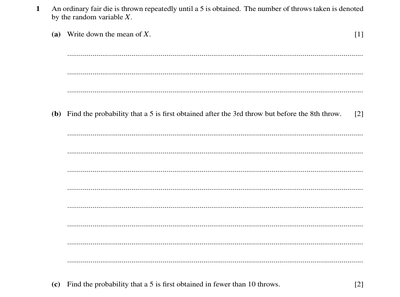 1 An ordinary fair die is thrown repeatedly until a 5 is obtained. The number of throws taken is denoted
by the random variable X.
(a) Write down the mean of X. [1]
(b) Find the probability that a 5 is first obtained after the 3rd throw but before the 8th throw. [2]
(c) Find the probability that a 5 is first obtained in fewer than 10 throws. [2]